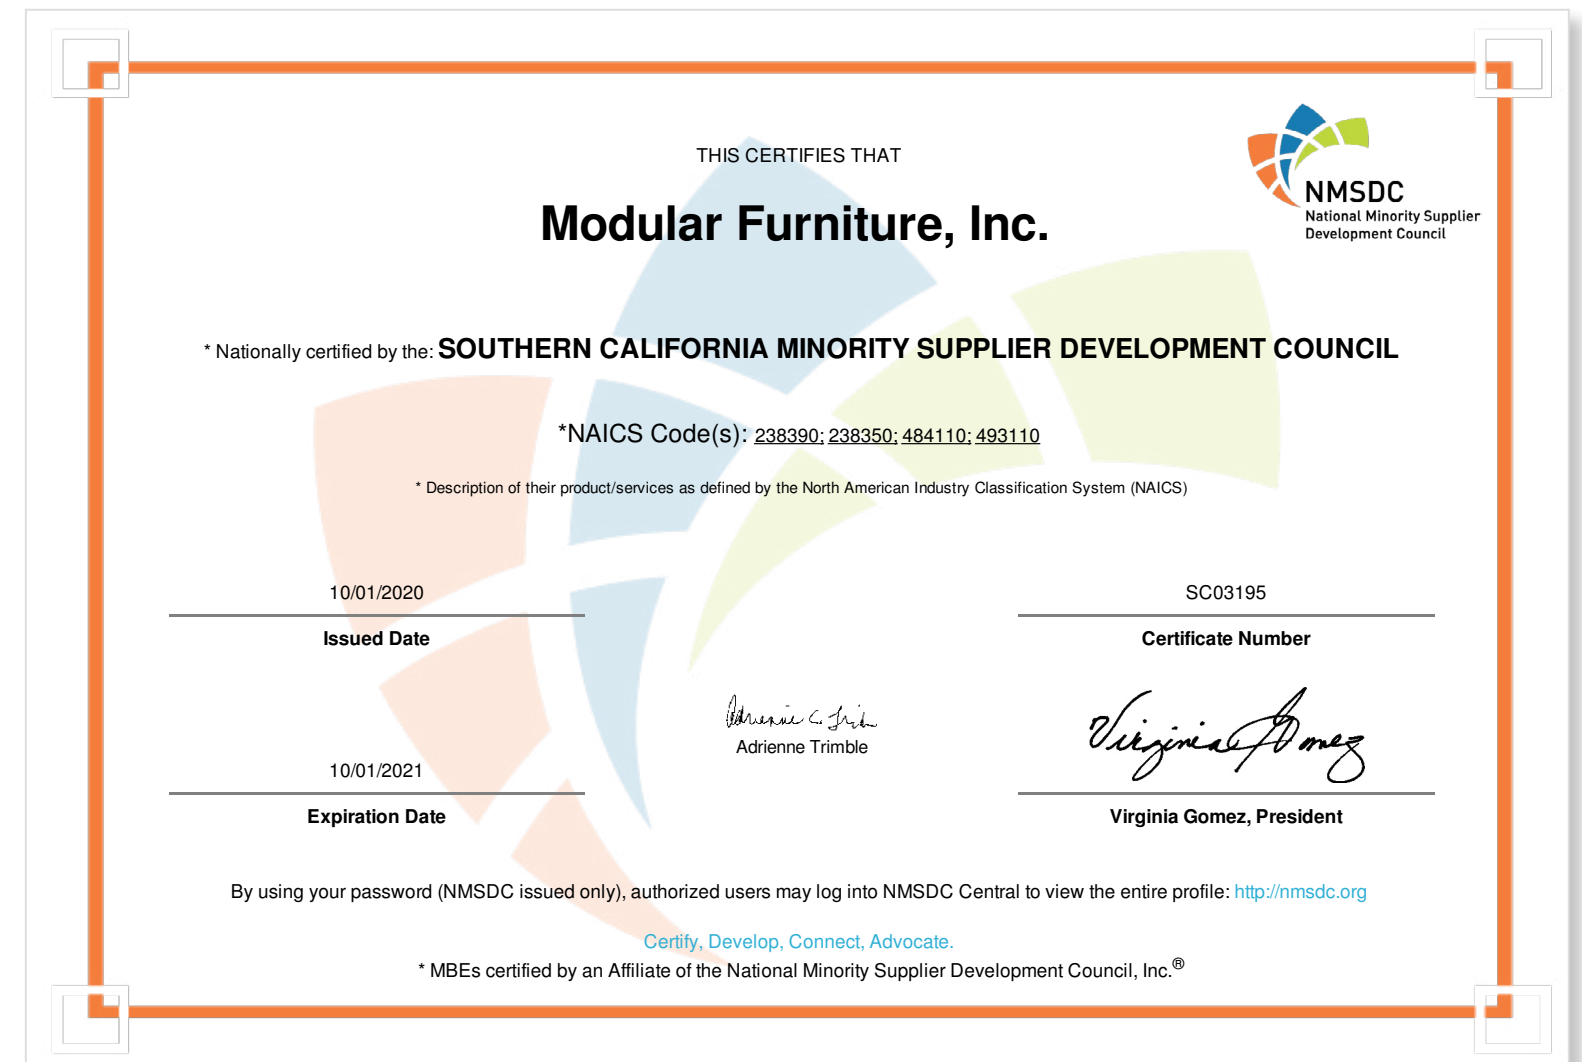 THIS CERTIFIES THAT
NMSDC
National Minority Supplier
Development Council
Modular Furniture, Inc.
* Nationally certified by the: SOUTHERN CALIFORNIA MINORITY SUPPLIER DEVELOPMENT COUNCIL
*NAICS Code(s): 238390; 238350; 484110; 493110
* Description of their product/services as defined by the North American Industry Classification System (NAICS)
10/01/2020
Issued Date
SC03195
Certificate Number
Adrienne Trimble
10/01/2021
Expiration Date
Virginia Gomez
Virginia Gomez, President
By using your password (NMSDC issued only), authorized users may log into NMSDC Central to view the entire profile: http://nmsdc.org
Certify, Develop, Connect, Advocate.
* MBEs certified by an Affiliate of the National Minority Supplier Development Council, Inc.®